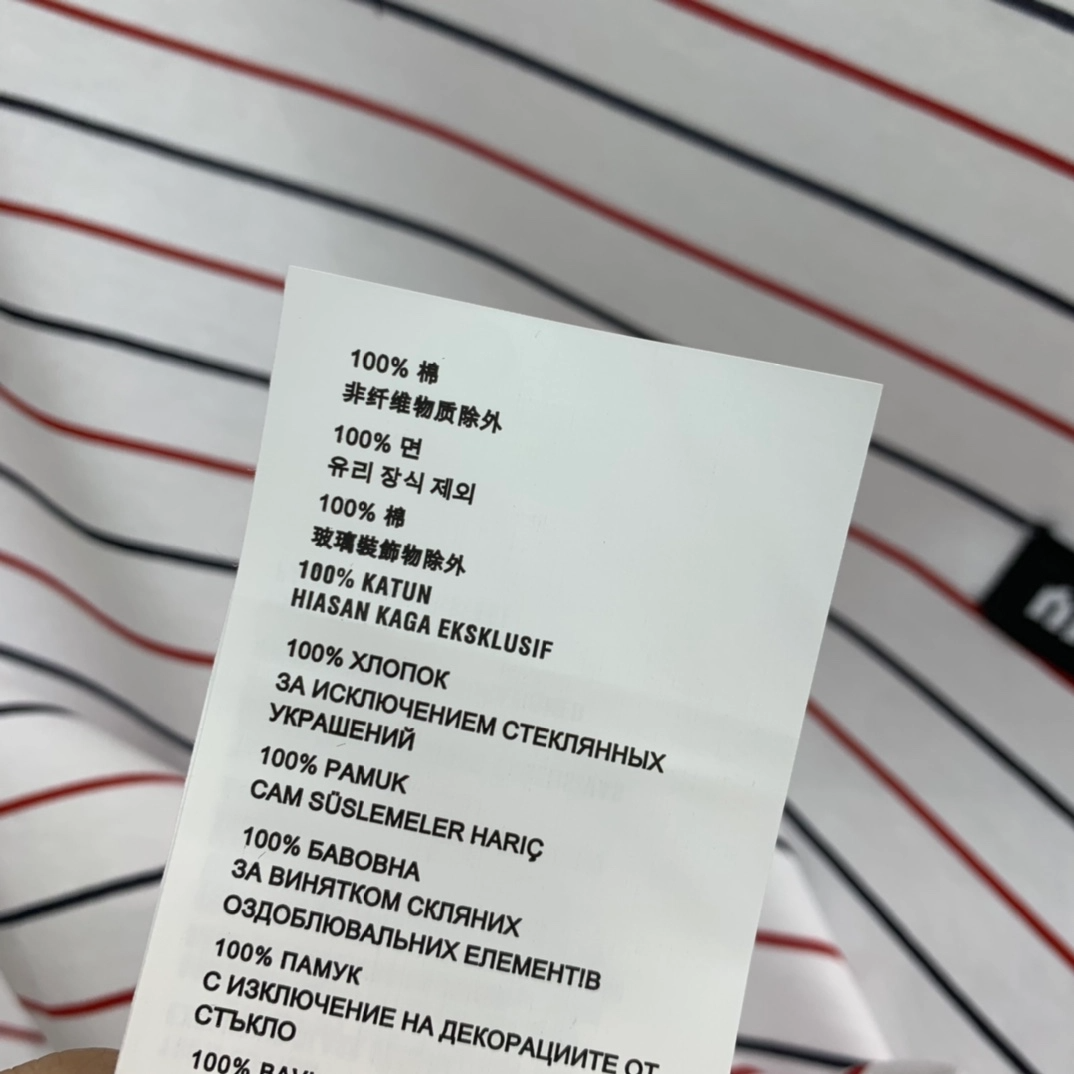 100% 棉
非纤维物质除外
100% 면
유리 장식 제외
100% 棉
玻璃裝飾物除外
100% KATUN
HIASAN KAGA EKSKLUSIF
100% ХЛОПОК
ЗА ИСКЛЮЧЕНИЕМ СТЕКЛЯННЫХ
УКРАШЕНИЙ
100% PAMUK
CAM SÜSLEMELER HARIÇ
100% БАВОВНА
ЗА ВИНЯТКОМ СКЛЯНИХ
ОЗДОБЛЮВАЛЬНИХ ЕЛЕМЕНТІВ
100% ПАМУК
С ИЗКЛЮЧЕНИЕ НА ДЕКОРАЦИИТЕ ОТ
СТЪКЛО
100%